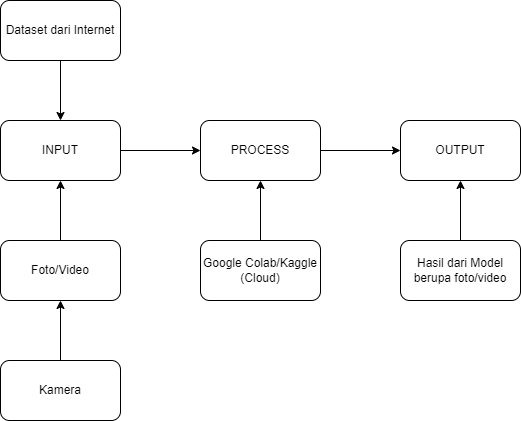 Dataset dari Internet
INPUT
PROCESS
OUTPUT
Foto/Video
Google Colab/Kaggle
(Cloud)
Hasil dari Model
berupa foto/video
Kamera